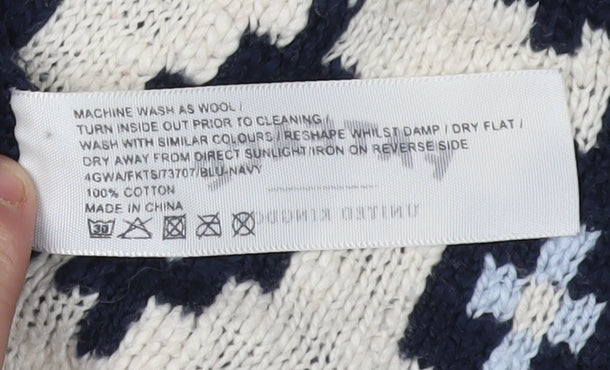 MACHINE WASH AS WOOL /
TURN INSIDE OUT PRIOR TO CLEANING /
WASH WITH SIMILAR COLOURS / RESHAPE WHILST DAMP / DRY FLAT /
DRY AWAY FROM DIRECT SUNLIGHT/IRON ON REVERSE SIDE
4GWA/FKTS/73707/BLU-NAVY
100% COTTON
MADE IN CHINA
30
UNITED KINGDOM